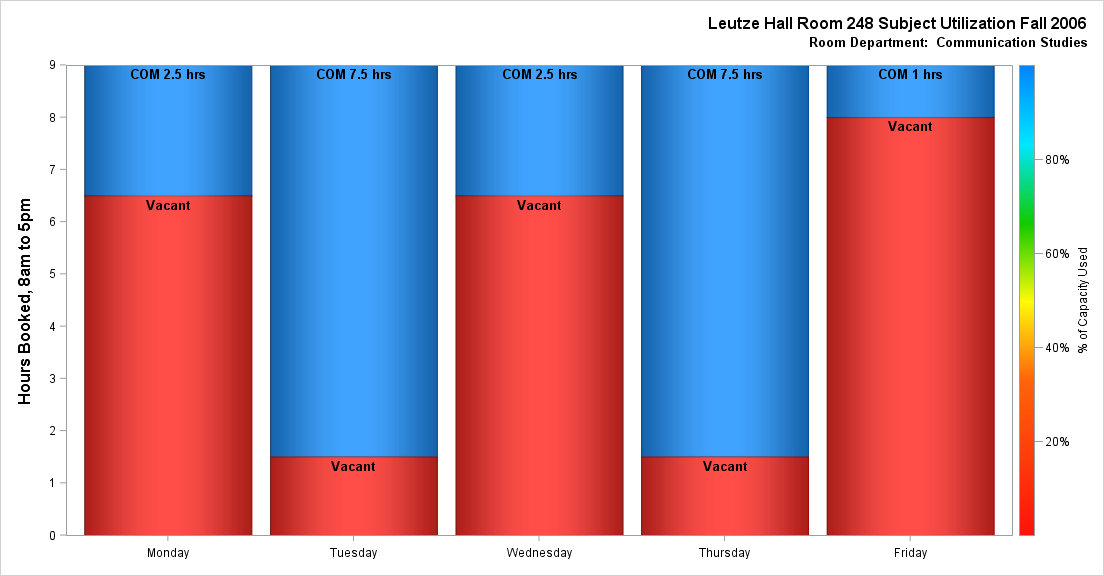 Leutze Hall Room 248 Subject Utilization Fall 2006
Room Department: Communication Studies
Hours Booked, 8am to 5pm
9
8
7
6
5
4
3
2
1
0
COM 2.5 hrs
Vacant
COM 7.5 hrs
Vacant
COM 2.5 hrs
Vacant
COM 7.5 hrs
Vacant
COM 1 hrs
Vacant
Monday
Tuesday
Wednesday
Thursday
Friday
80%
60%
40%
20%
% of Capacity Used